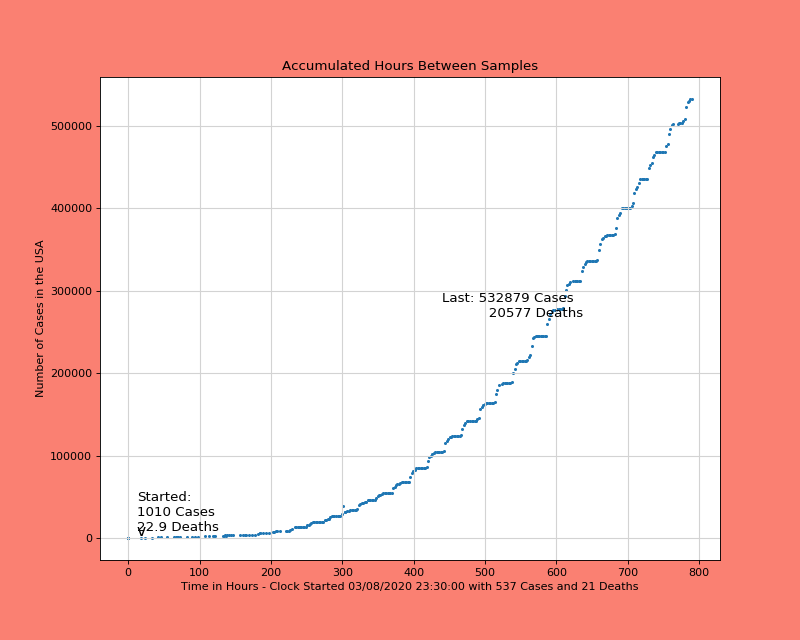 Accumulated Hours Between Samples
Number of Cases in the USA
500000
400000
300000
200000
100000
0
Last: 532879 Cases
20577 Deaths
Started:
1010 Cases
22.9 Deaths
v
0 100 200 300 400 500 600 700 800
Time in Hours - Clock Started 03/08/2020 23:30:00 with 537 Cases and 21 Deaths